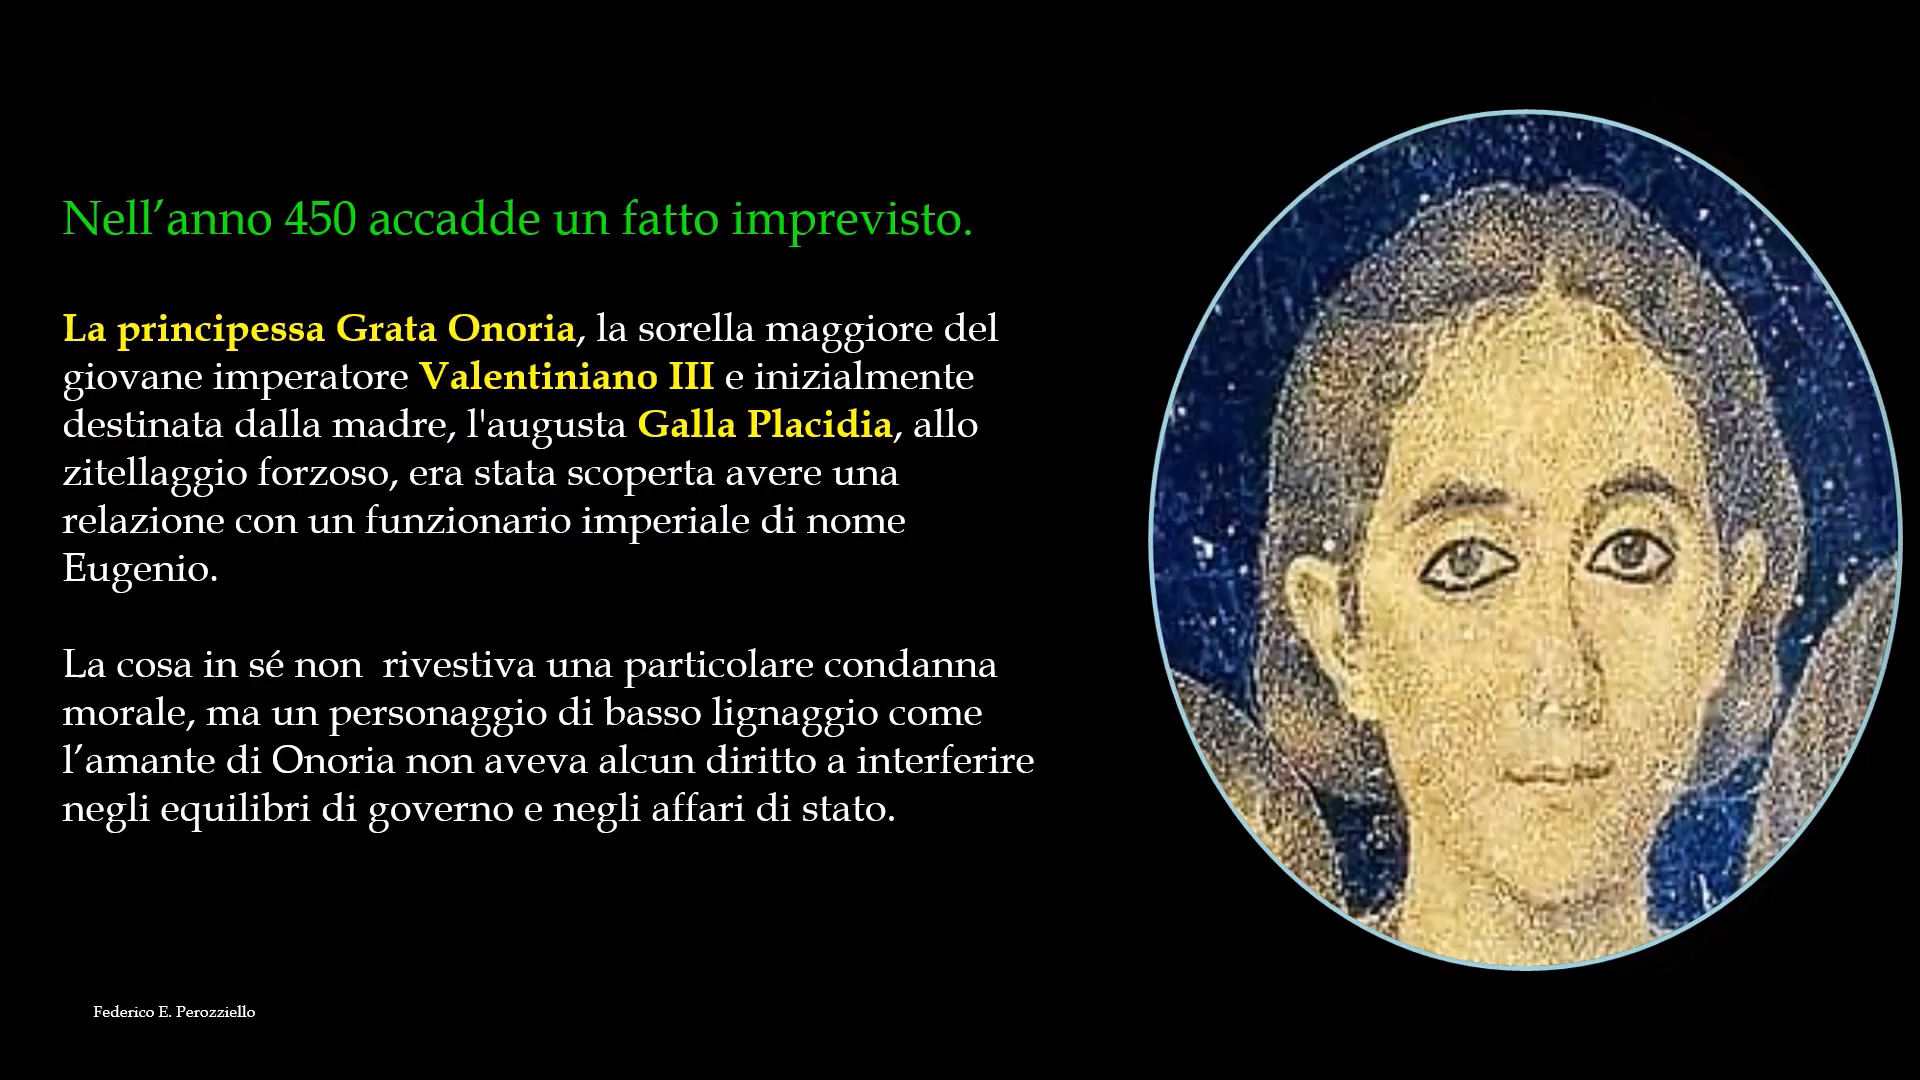 Nell’anno 450 accadde un fatto imprevisto.
La principessa Grata Onoria, la sorella maggiore del
giovane imperatore Valentiniano III e inizialmente
destinata dalla madre, l'augusta Galla Placidia, allo
zitellaggio forzoso, era stata scoperta avere una
relazione con un funzionario imperiale di nome
Eugenio.
La cosa in sé non  rivestiva una particolare condanna
morale, ma un personaggio di basso lignaggio come
l’amante di Onoria non aveva alcun diritto a interferire
negli equilibri di governo e negli affari di stato.
Federico E. Perozziello